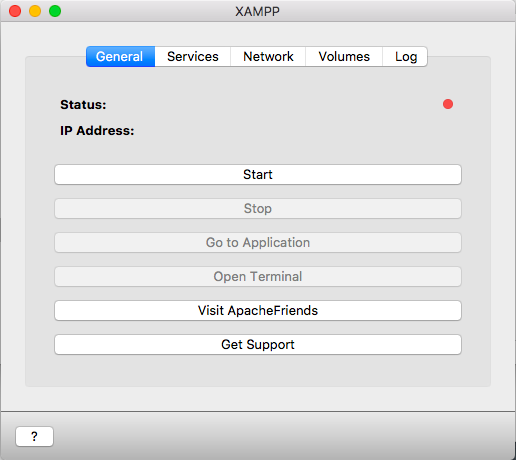 XAMPP
General Services Network Volumes Log
Status:
IP Address:
Start
Stop
Go to Application
Open Terminal
Visit ApacheFriends
Get Support
?